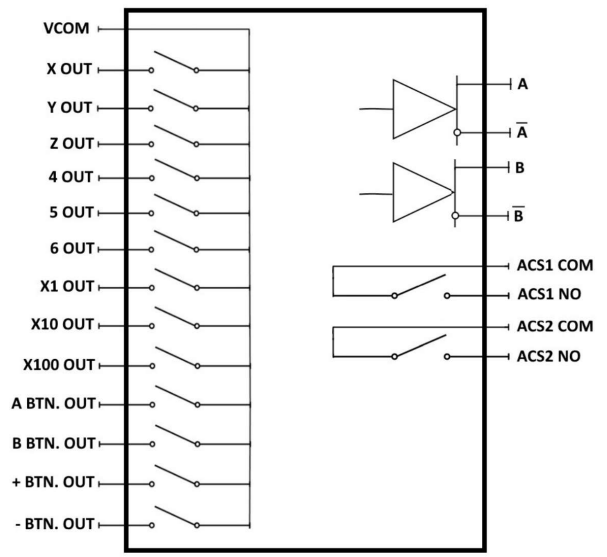 VCOM
X OUT
Y OUT
Z OUT
4 OUT
5 OUT
6 OUT
X1 OUT
X10 OUT
X100 OUT
A BTN. OUT
B BTN. OUT
+ BTN. OUT
- BTN. OUT
A
A̅
B
B̅
ACS1 COM
ACS1 NO
ACS2 COM
ACS2 NO